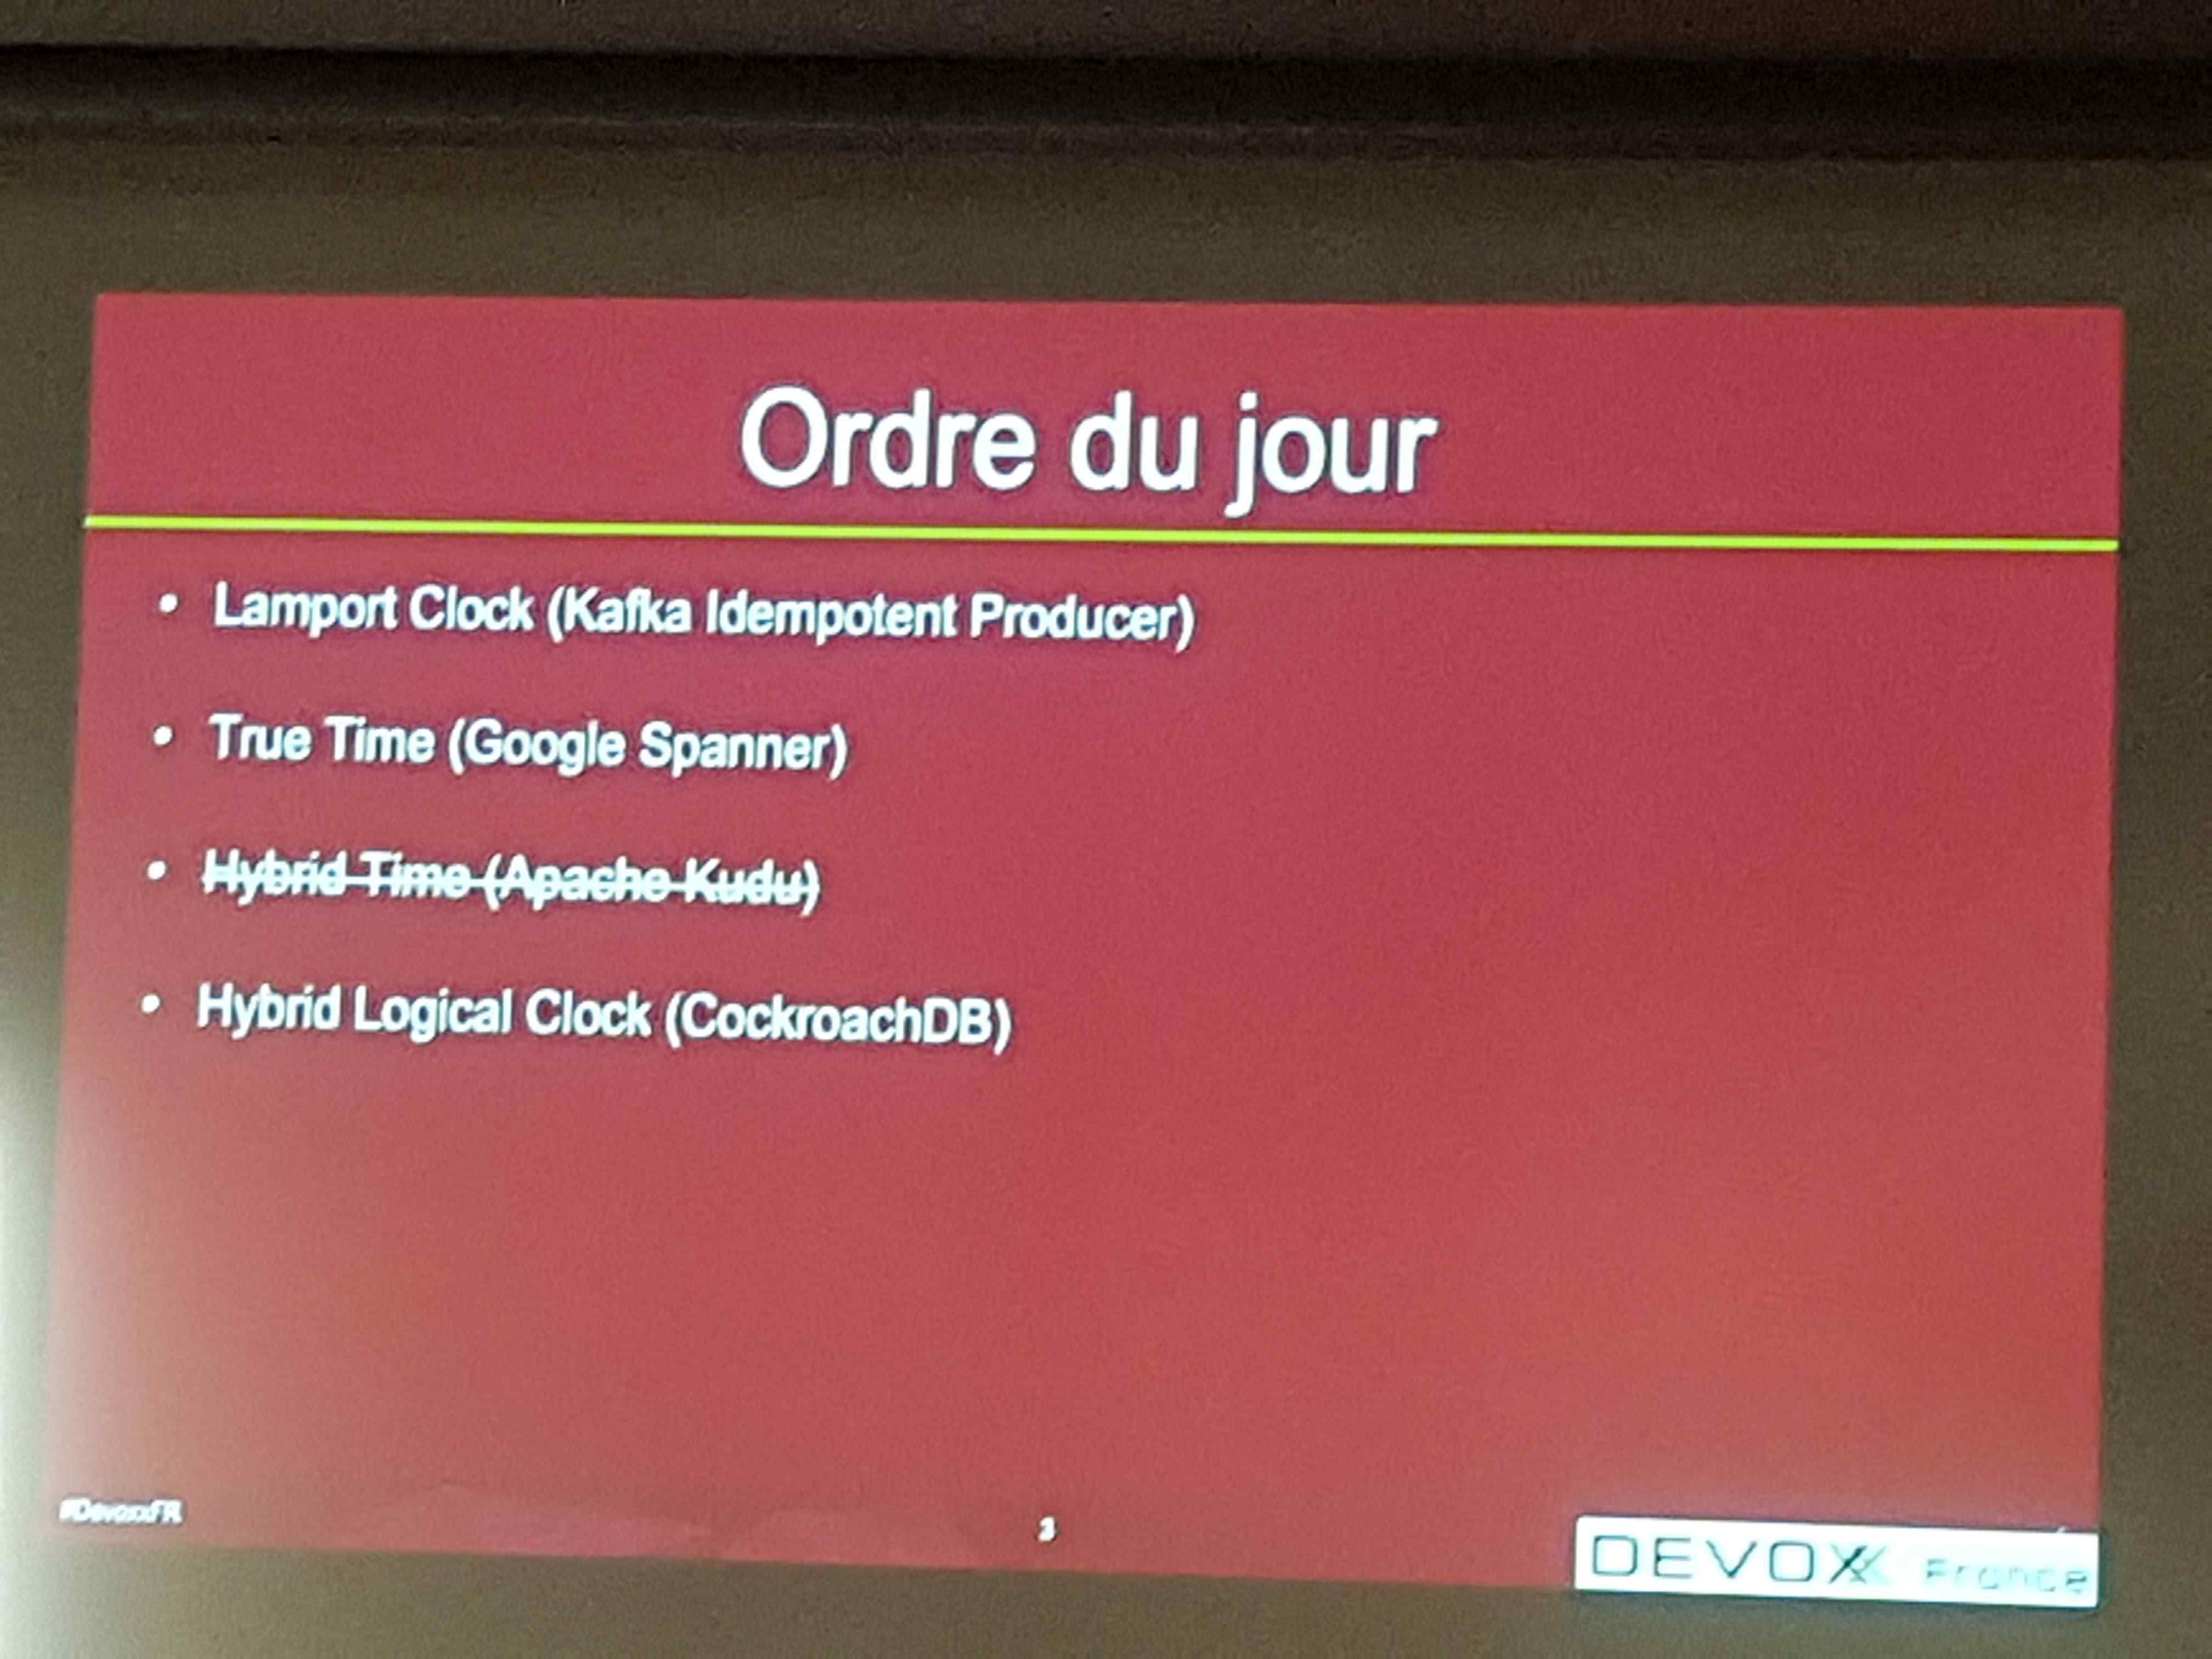 Ordre du jour
• Lamport Clock (Kafka Idempotent Producer)
• True Time (Google Spanner)
• Hybrid Time (Apache Kudu)
• Hybrid Logical Clock (CockroachDB)
#DevoxxFR
DEVOXX France